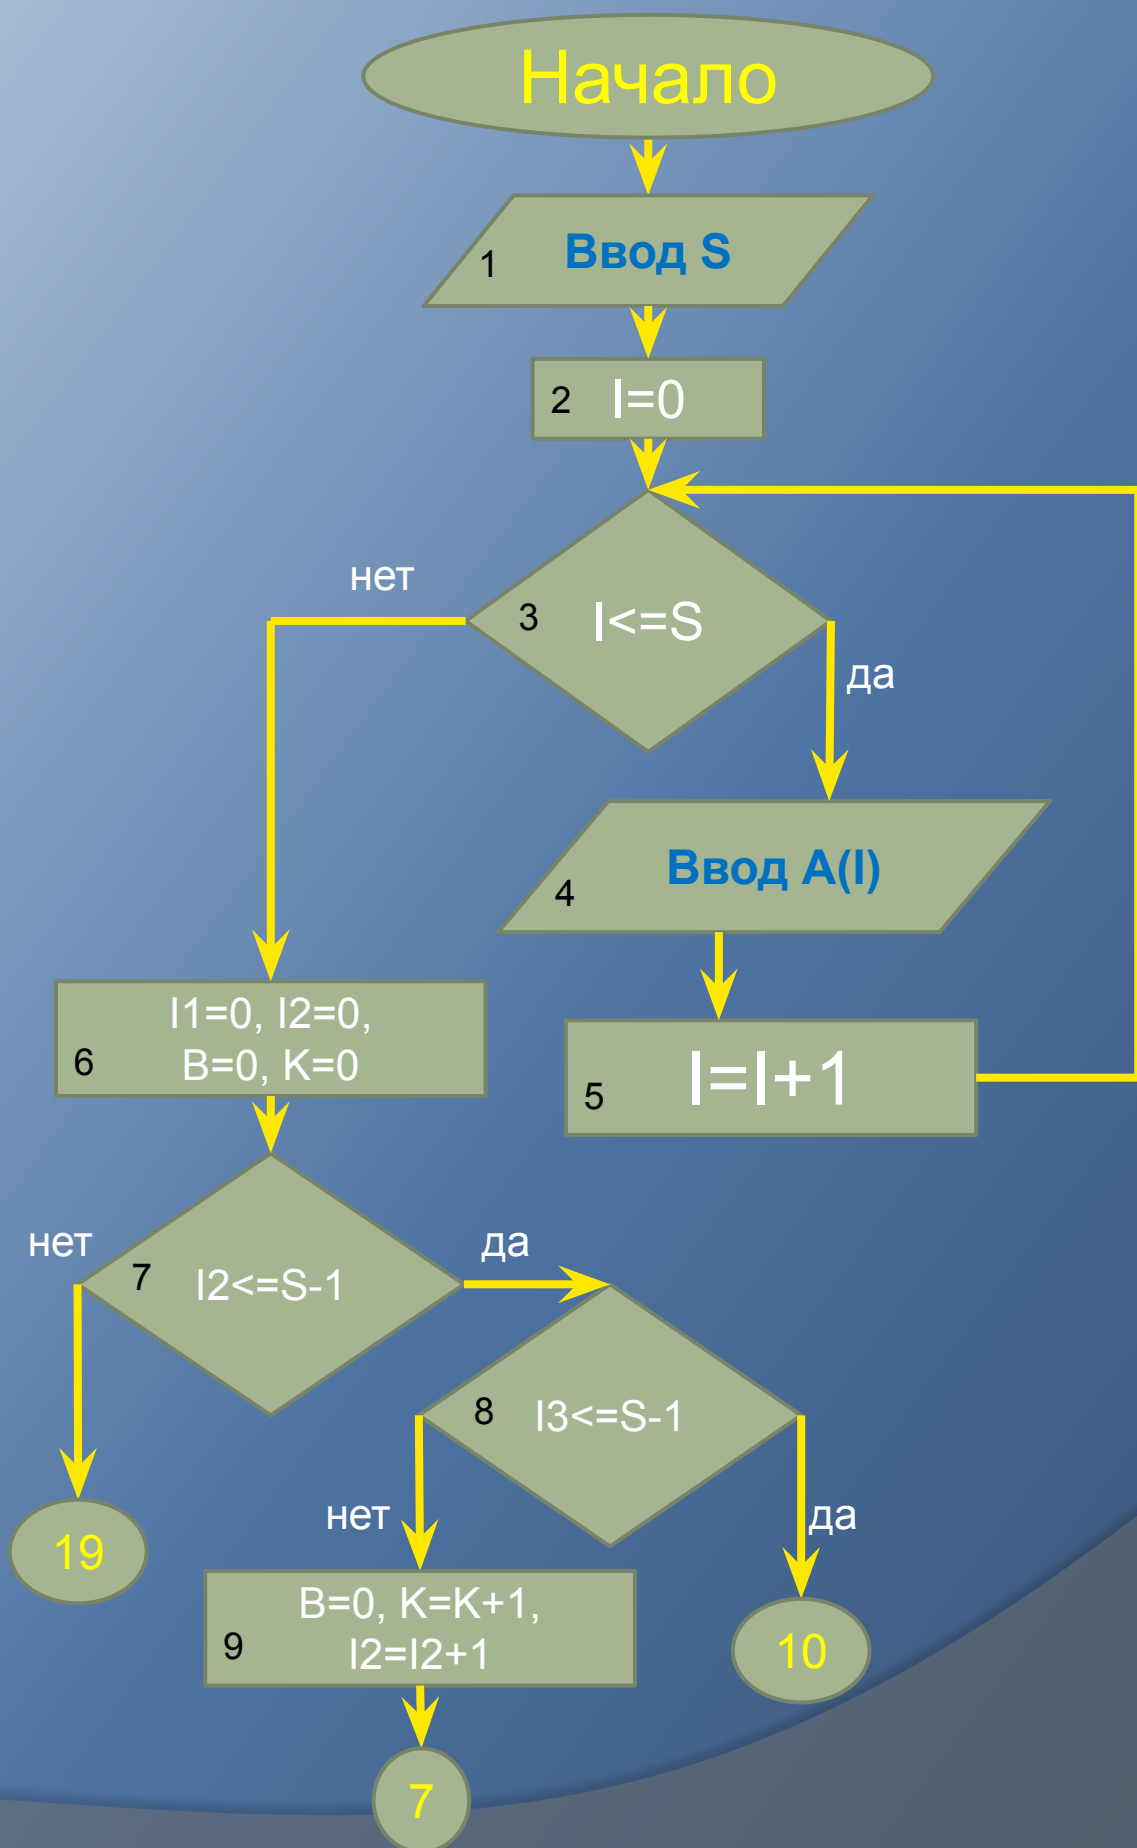 Начало
1 Ввод S
2 I=0
нет
3 I<=S
да
4 Ввод A(I)
I1=0, I2=0,
6 B=0, K=0
5 I=I+1
нет
да
7 I2<=S-1
8 I3<=S-1
нет
да
19
B=0, K=K+1,
9 I2=I2+1
10
7